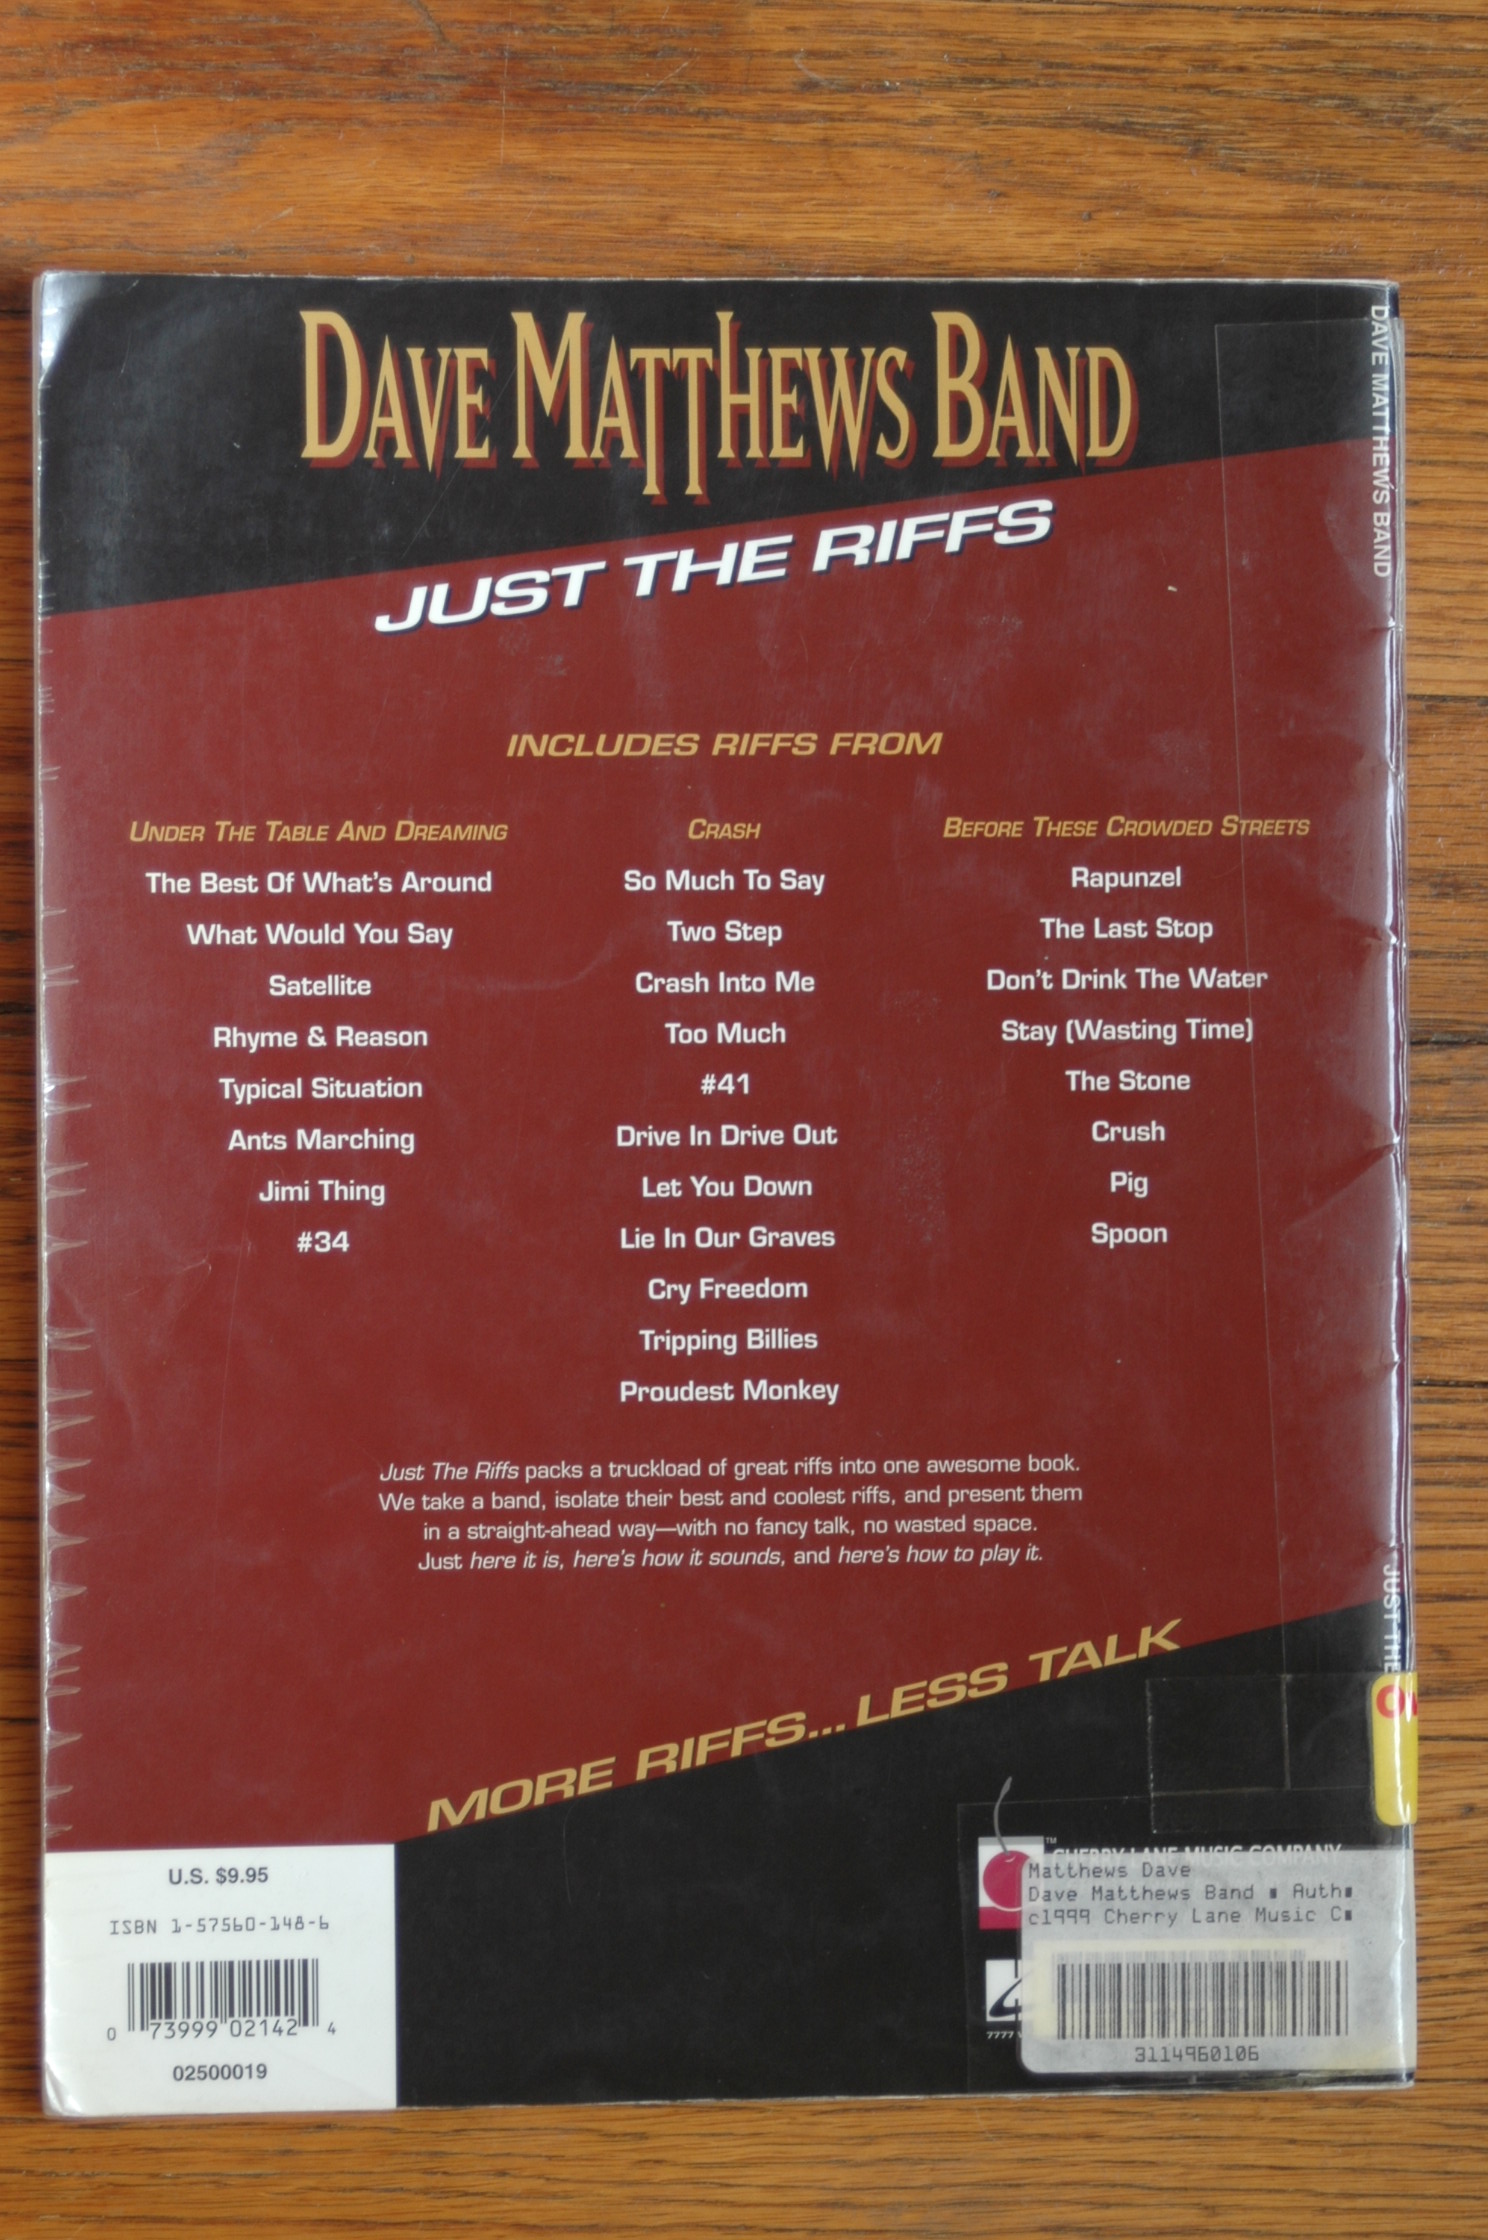 DAVE MATTHEWS BAND
JUST THE RIFFS
INCLUDES RIFFS FROM
UNDER THE TABLE AND DREAMING
The Best Of What's Around
What Would You Say
Satellite
Rhyme & Reason
Typical Situation
Ants Marching
Jimi Thing
#34
CRASH
So Much To Say
Two Step
Crash Into Me
Too Much
#41
Drive In Drive Out
Let You Down
Lie In Our Graves
Cry Freedom
Tripping Billies
Proudest Monkey
BEFORE THESE CROWDED STREETS
Rapunzel
The Last Stop
Don't Drink The Water
Stay (Wasting Time)
The Stone
Crush
Pig
Spoon
Just The Riffs packs a truckload of great riffs into one awesome book.
We take a band, isolate their best and coolest riffs, and present them
in a straight-ahead way—with no fancy talk, no wasted space.
Just here it is, here's how it sounds, and here's how to play it.
MORE RIFFS... LESS TALK
U.S. $9.95
ISBN 1-57560-148-6
0 73999 02142 4
02500019
TM CHERRY LANE MUSIC COMPANY
Matthews Dave
Dave Matthews Band Auth
c1999 Cherry Lane Music C
7777
3114960106
DAVE MATTHEWS BAND
JUST THE